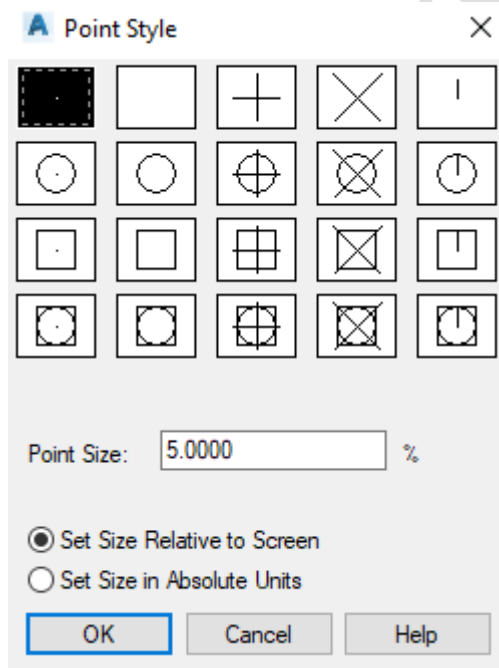 Point Style
Point Size: 5.0000 %
Set Size Relative to Screen
Set Size in Absolute Units
OK Cancel Help